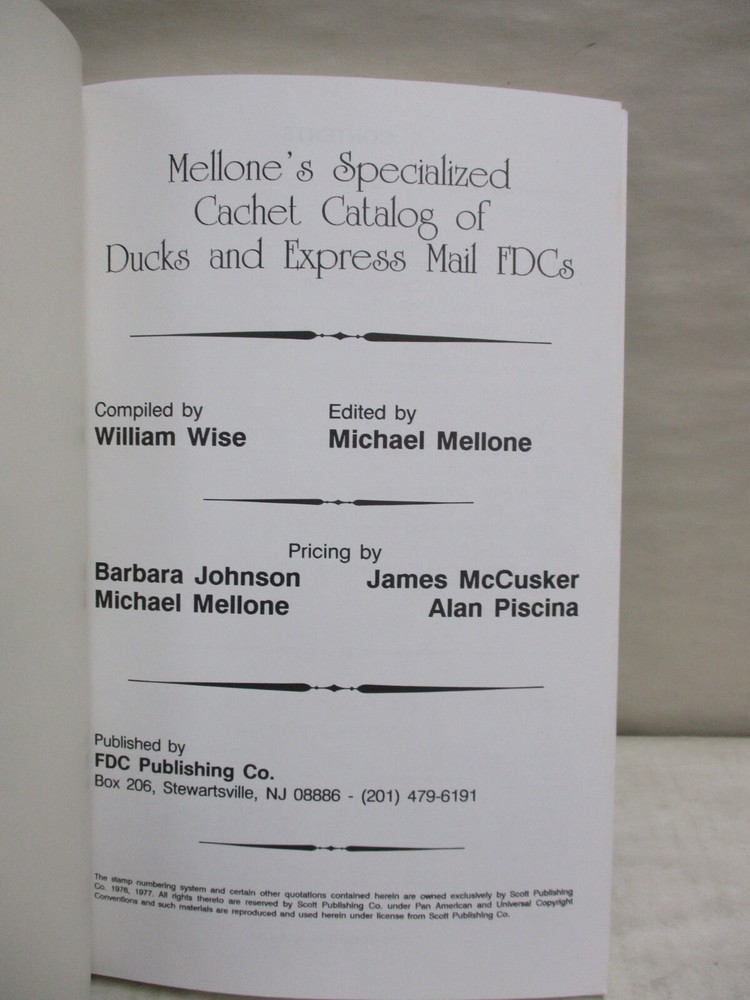 Mellone's Specialized
Cachet Catalog of
Ducks and Express Mail FDCs
Compiled by
William Wise
Edited by
Michael Mellone
Pricing by
Barbara Johnson James McCusker
Michael Mellone Alan Piscina
Published by
FDC Publishing Co.
Box 206, Stewartsville, NJ 08886 - (201) 479-6191
The stamp numbering system and certain other quotations contained herein are owned exclusively by Scott Publishing
Co. 1976, 1977. All rights thereto are reserved by Scott Publishing Co. under Pan American and Universal Copyright
Conventions and such materials are reproduced and used herein under license from Scott Publishing Co.